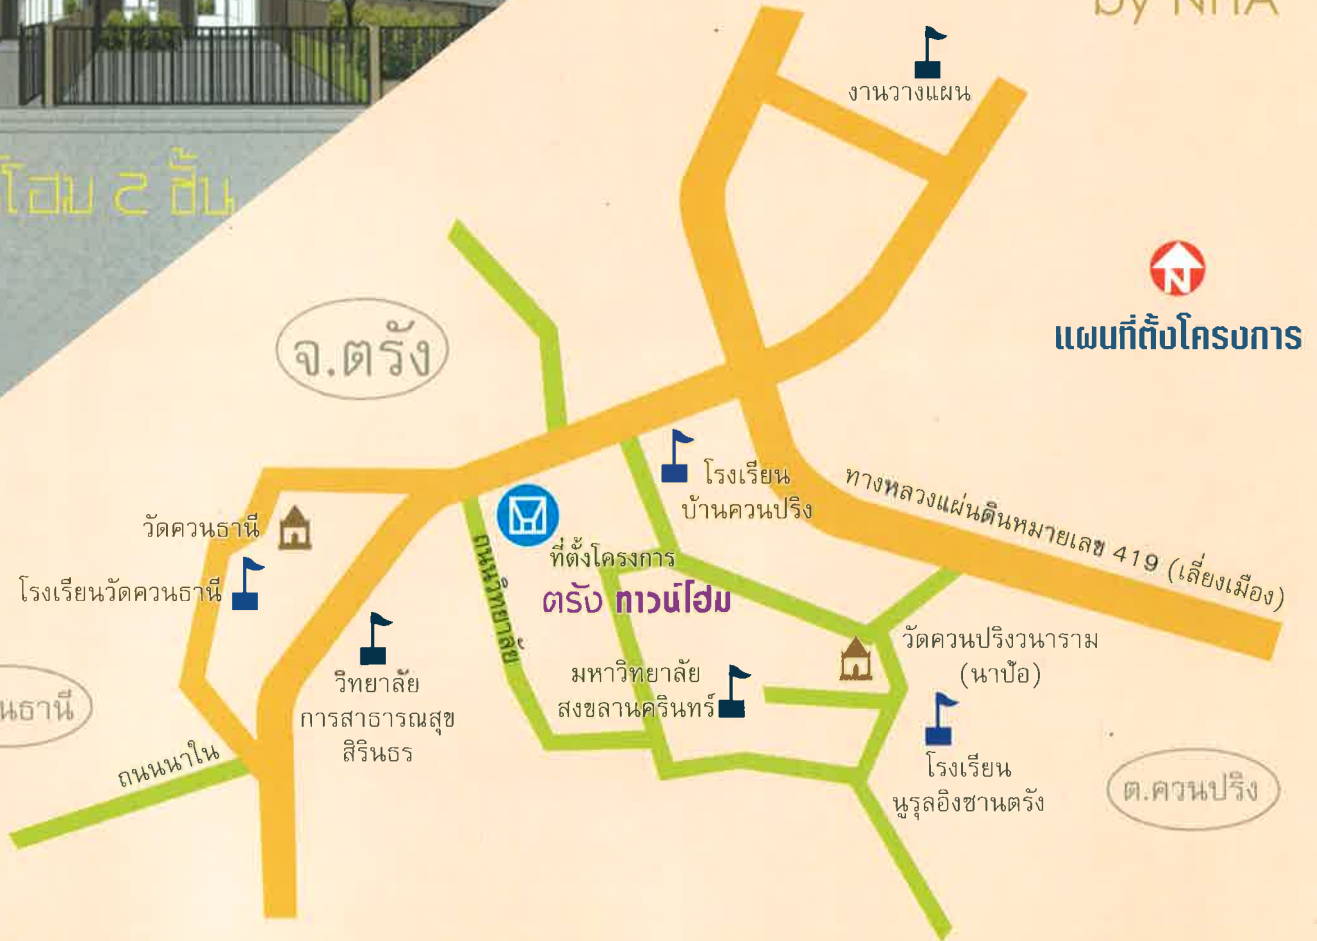 by NHA
งานวางแผน
โฮม 2 ชั้น
N
แผนที่ตั้งโครงการ
จ.ตรัง
โรงเรียน
บ้านควนปริง
ทางหลวงแผ่นดินหมายเลข 419 (เลี่ยงเมือง)
วัดควนธานี
โรงเรียนวัดควนธานี
ถนนวิทยาลัย
ที่ตั้งโครงการ
ตรัง ทาวน์โฮม
วิทยาลัย
การสาธารณสุข
สิรินธร
มหาวิทยาลัย
สงขลานครินทร์
วัดควนปริงวนาราม
(นาป้อ)
นธานี
ถนนนาใน
โรงเรียน
นูรุลอิงซานตรัง
ต.ควนปริง